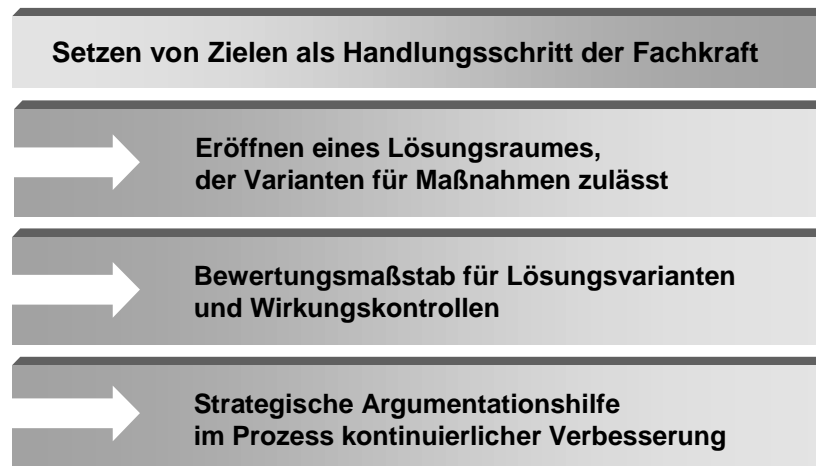 Setzen von Zielen als Handlungsschritt der Fachkraft
Eröffnen eines Lösungsraumes,
der Varianten für Maßnahmen zulässt
Bewertungsmaßstab für Lösungsvarianten
und Wirkungskontrollen
Strategische Argumentationshilfe
im Prozess kontinuierlicher Verbesserung